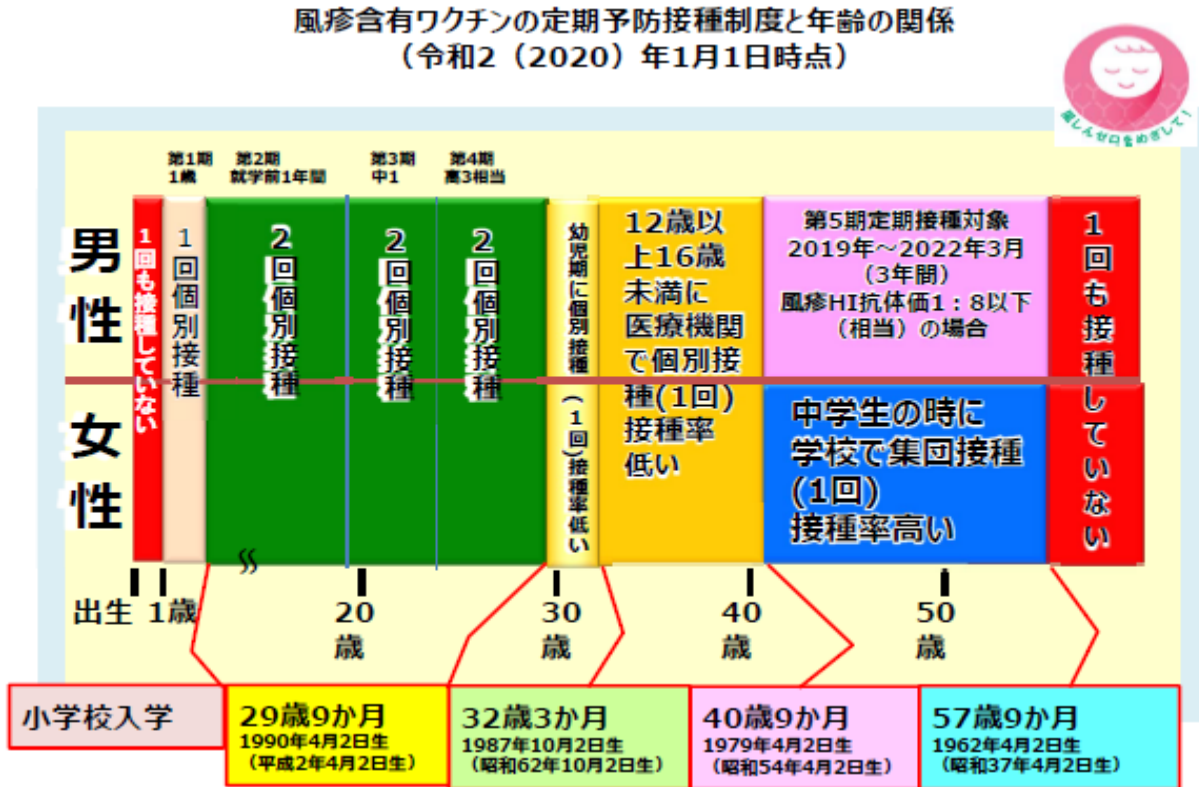 風疹含有ワクチンの定期予防接種制度と年齢の関係
(令和2(2020)年1月1日時点)
風しんゼロをめざして!
第1期
1歳
第2期
就学前1年間
第3期
中1
第4期
高3相当
男性
女性
1回も接種していない
1回個別接種
2回個別接種
2回個別接種
2回個別接種
幼児期に個別接種(1回)接種率低い
12歳以
上16歳
未満に
医療機関
で個別接
種(1回)
接種率
低い
第5期定期接種対象
2019年~2022年3月
(3年間)
風疹HI抗体価1:8以下
(相当)の場合
中学生の時に
学校で集団接種
(1回)
接種率高い
1回も接種していない
出生 1歳
20
歳
30
歳
40
歳
50
歳
小学校入学
29歳9か月
1990年4月2日生
(平成2年4月2日生)
32歳3か月
1987年10月2日生
(昭和62年10月2日生)
40歳9か月
1979年4月2日生
(昭和54年4月2日生)
57歳9か月
1962年4月2日生
(昭和37年4月2日生)